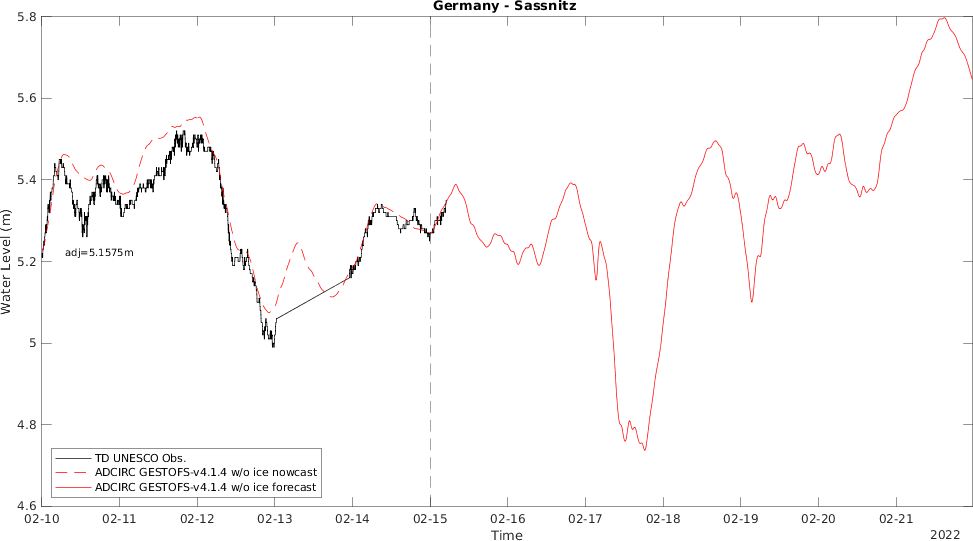 Germany - Sassnitz
Water Level (m)
5.8
5.6
5.4
5.2
5
4.8
4.6
adj=5.1575m
TD UNESCO Obs.
ADCIRC GESTOFS-v4.1.4 w/o ice nowcast
ADCIRC GESTOFS-v4.1.4 w/o ice forecast
02-10 02-11 02-12 02-13 02-14 02-15 02-16 02-17 02-18 02-19 02-20 02-21
Time
2022